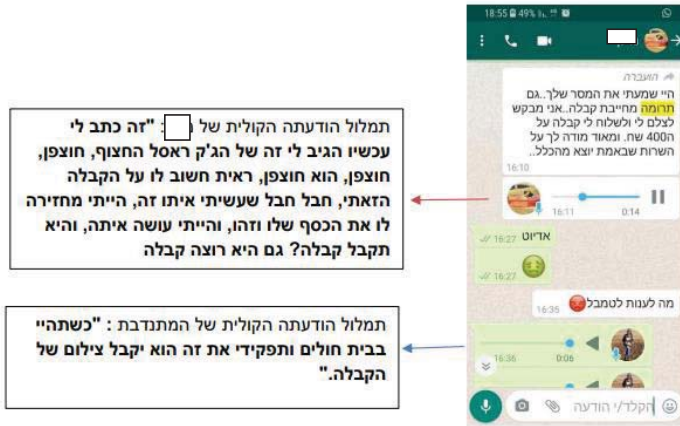 תמלול הודעתה הקולית של : "זה כתב לי
עכשיו הגיב לי זה של הג'ק ראסל החצוף, חוצפן,
חוצפן, הוא חוצפן, ראית חשוב לו על הקבלה
הזאתי, חבל חבל שעשיתי איתו זה, הייתי מחזירה
לו את הכסף שלו וזהו, והייתי עושה איתה, והיא
תקבל קבלה? גם היא רוצה קבלה
תמלול הודעתה הקולית של המתנדבת : "כשתהיי
בבית חולים ותפקידי את זה הוא יקבל צילום של
הקבלה."
18:55 49%
הועברה
היי שמעתי את המסר שלך..גם
תרומה מחייבת קבלה..אני מבקש
לצלם לי ולשלוח לי קבלה על
ה400 שח. ומאוד מודה לך על
השרות שבאמת יוצא מהכלל..
16:10
16:11 0:14
אדיוט 16:27
16:27
מה לענות לטמבל 16:35
16:36 0:06
הקלד/י הודעה